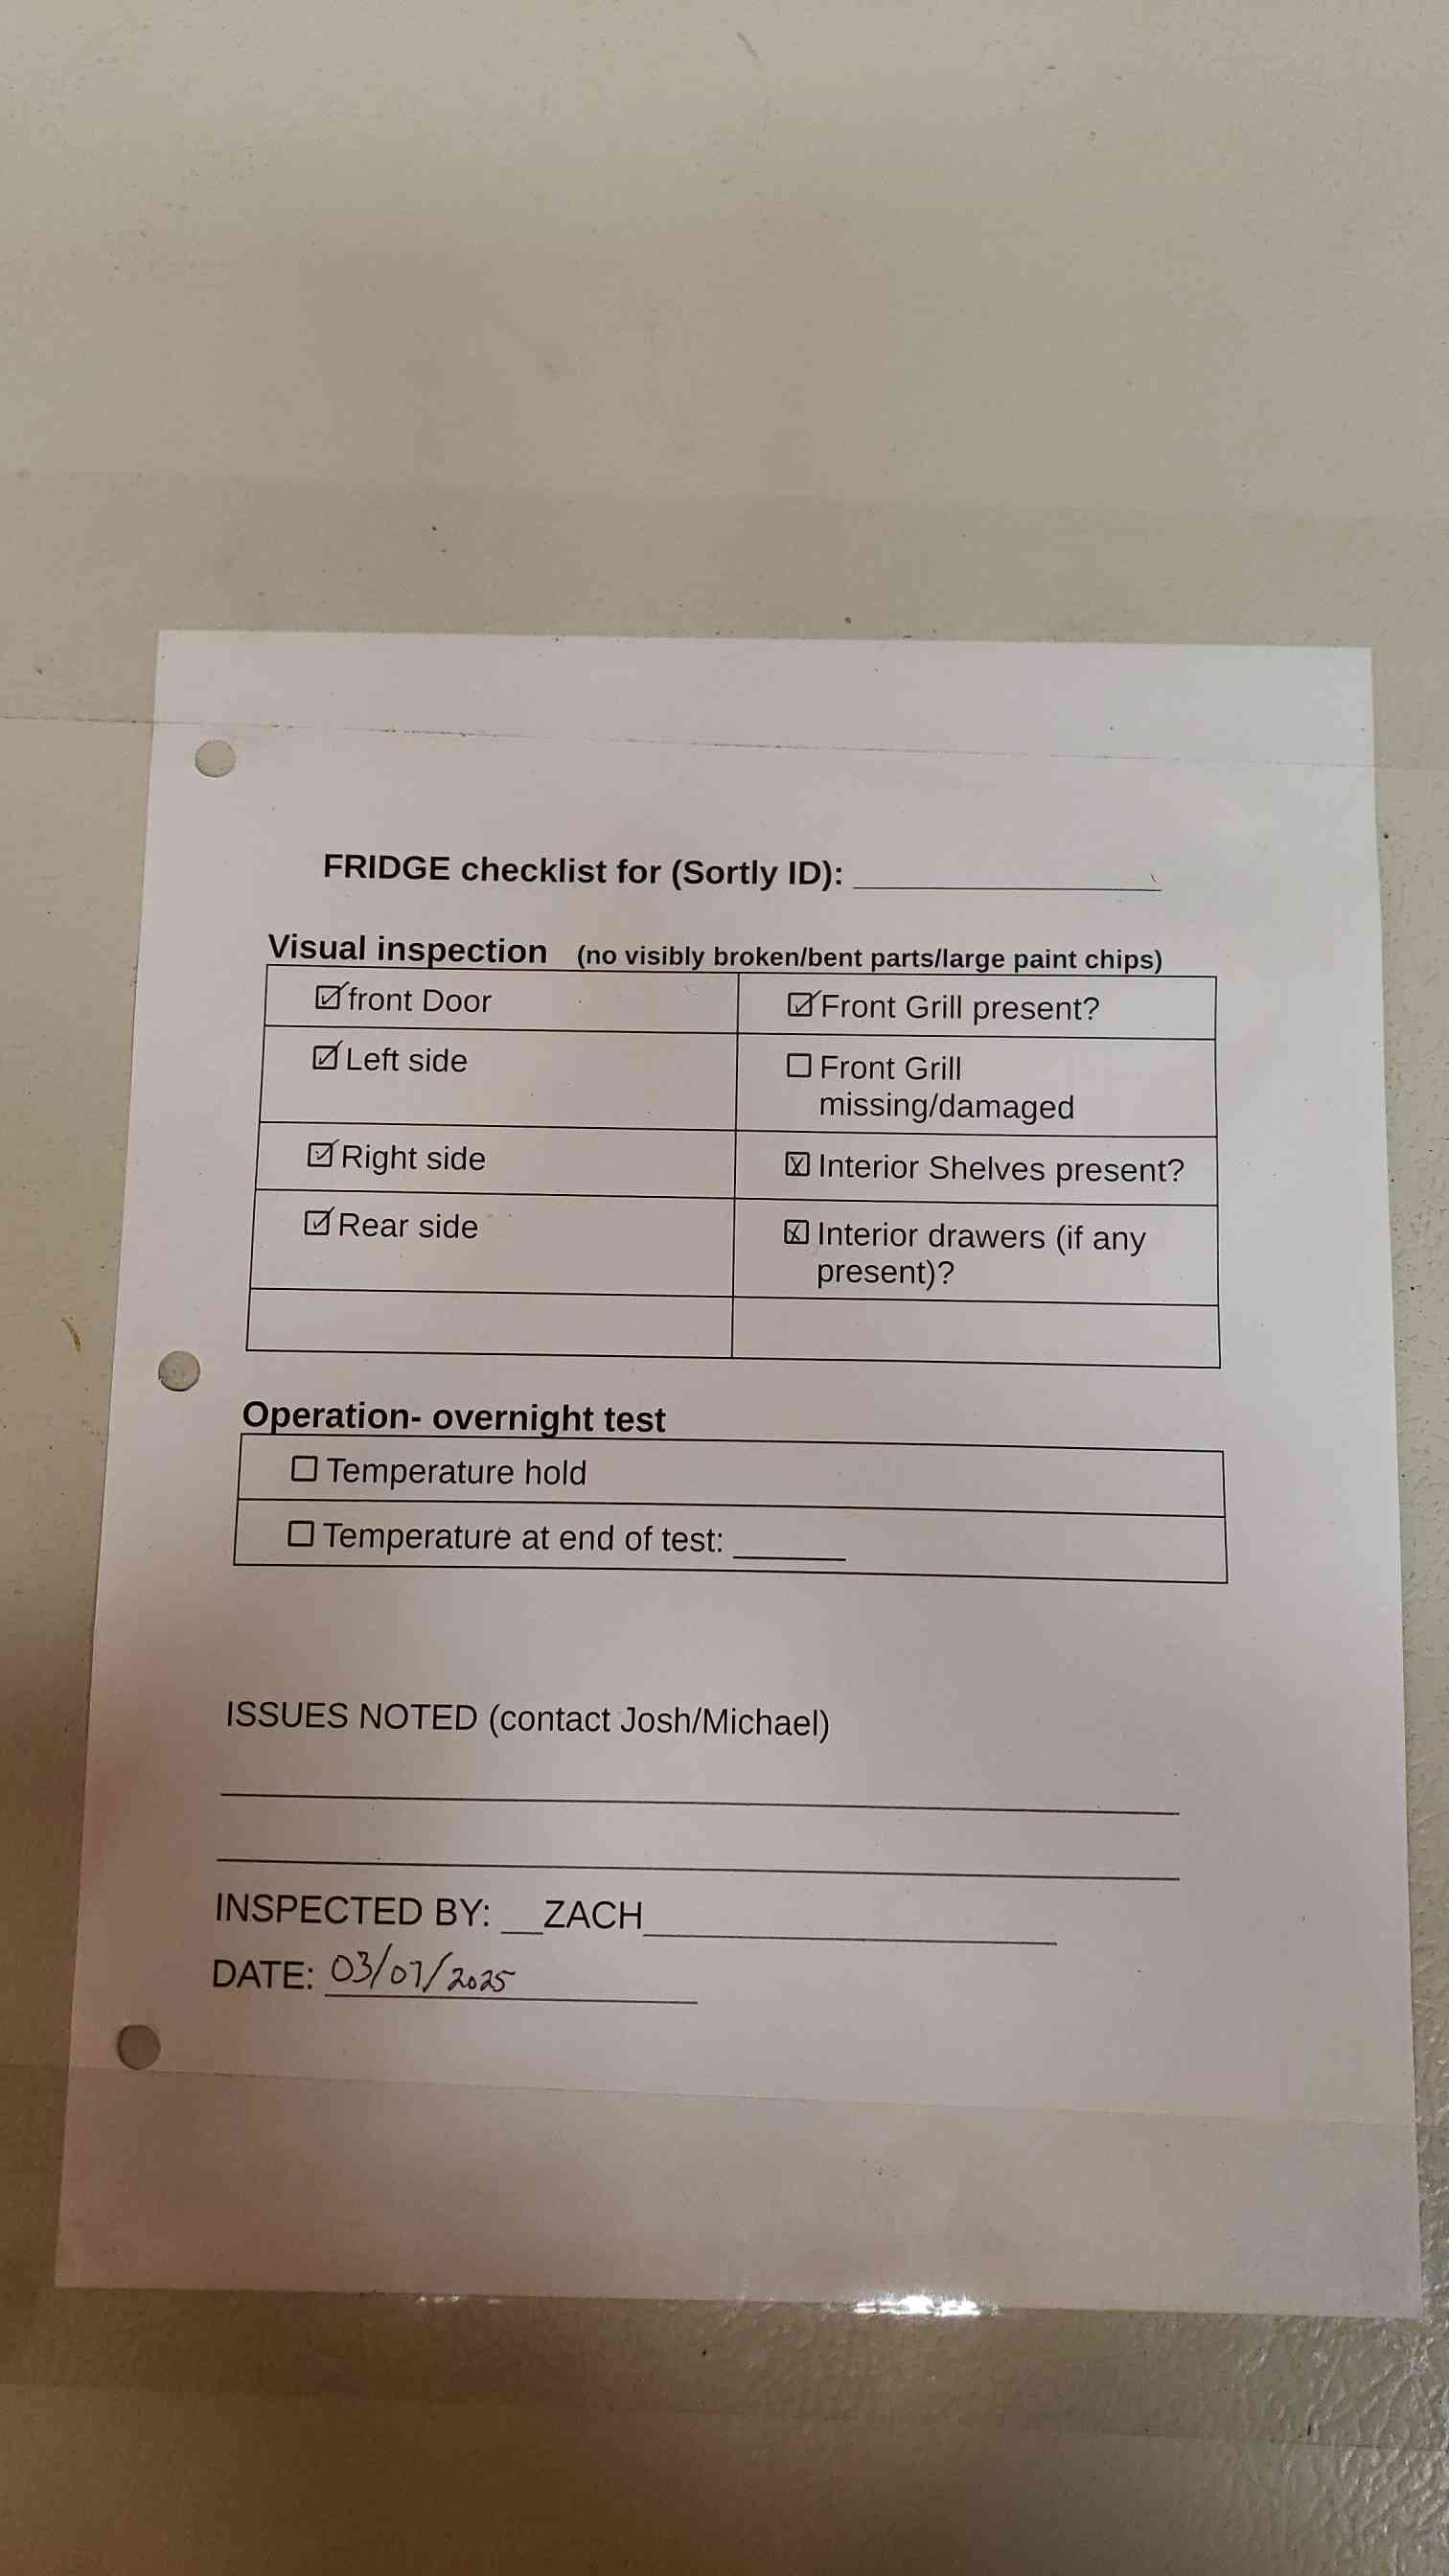 FRIDGE checklist for (Sortly ID): ____________
Visual inspection (no visibly broken/bent parts/large paint chips)
☑ front Door ☑ Front Grill present?
☑ Left side ☐ Front Grill
missing/damaged
☑ Right side ☒ Interior Shelves present?
☑ Rear side ☒ Interior drawers (if any
present)?
Operation- overnight test
☐ Temperature hold
☐ Temperature at end of test: ______
ISSUES NOTED (contact Josh/Michael)
INSPECTED BY: __ZACH____________
DATE: 03/07/2025